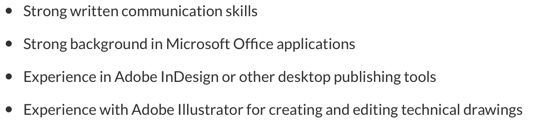 • Strong written communication skills
• Strong background in Microsoft Office applications
• Experience in Adobe InDesign or other desktop publishing tools
• Experience with Adobe Illustrator for creating and editing technical drawings